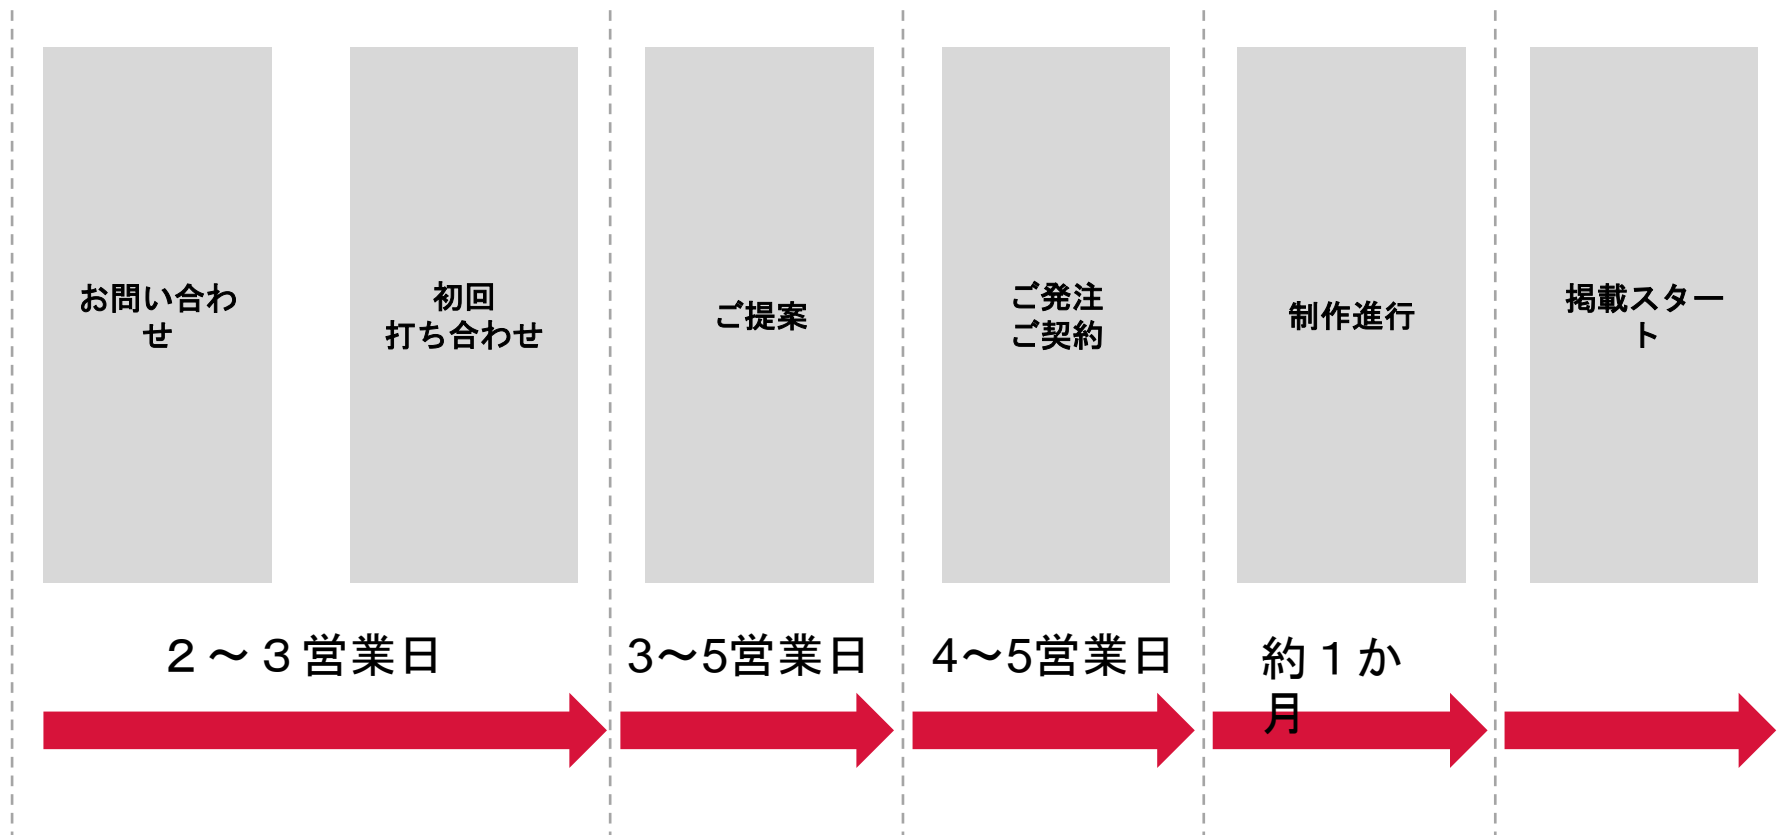 お問い合わ
せ
初回
打ち合わせ
ご提案
ご発注
ご契約
制作進行
掲載スター
ト
２～３営業日
3～5営業日
4～5営業日
約１か
月